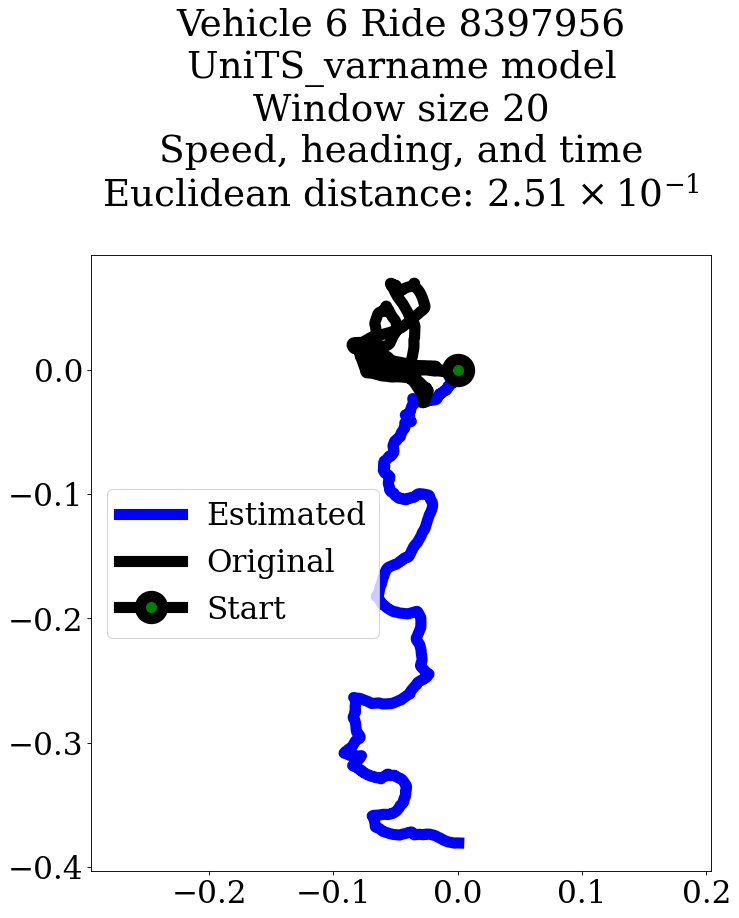 Vehicle 6 Ride 8397956
UniTS_varname model
Window size 20
Speed, heading, and time
Euclidean distance: 2.51 × 10⁻¹
0.0
−0.1
Estimated
Original
Start
−0.2
−0.3
−0.4
−0.2 −0.1 0.0 0.1 0.2